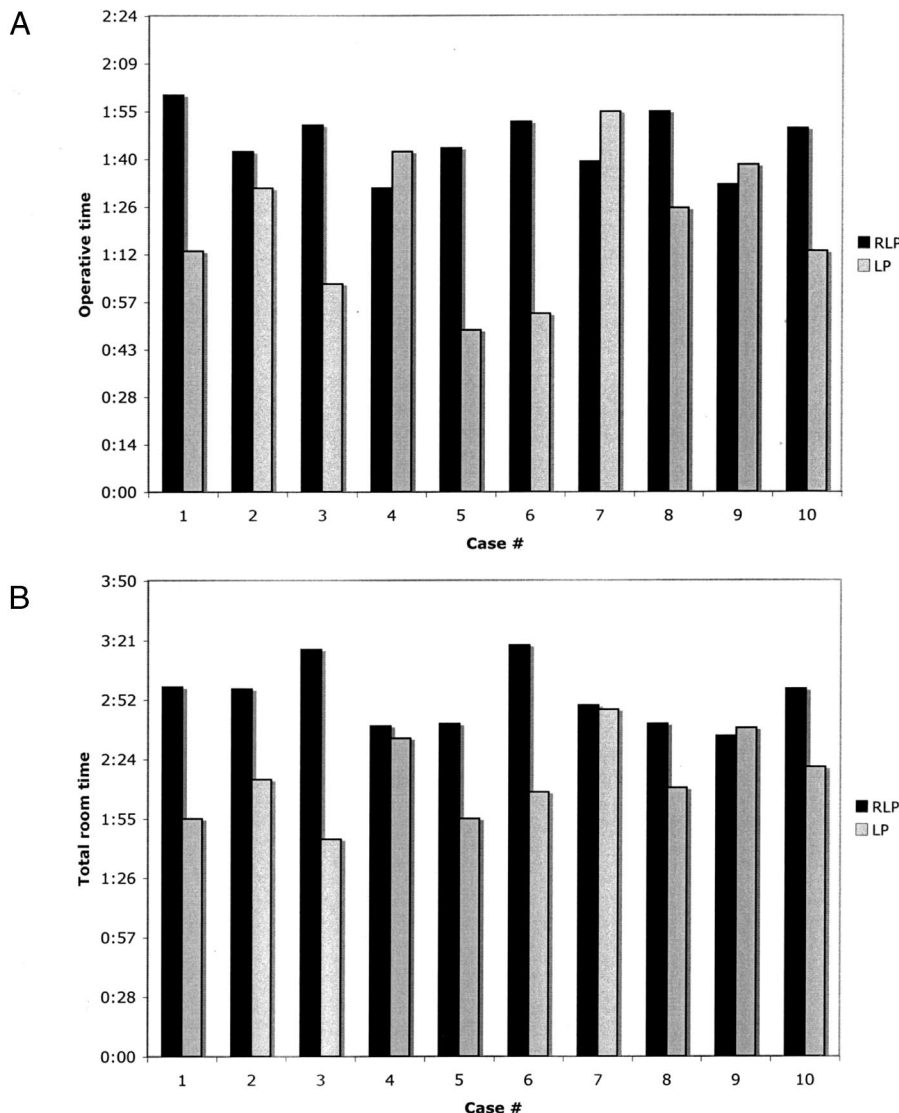 A
2:24
2:09
1:55
1:40
1:26
1:12
0:57
0:43
0:28
0:14
0:00
Operative time
1 2 3 4 5 6 7 8 9 10
Case #
RLP
LP
B
3:50
3:21
2:52
2:24
1:55
1:26
0:57
0:28
0:00
Total room time
1 2 3 4 5 6 7 8 9 10
Case #
RLP
LP